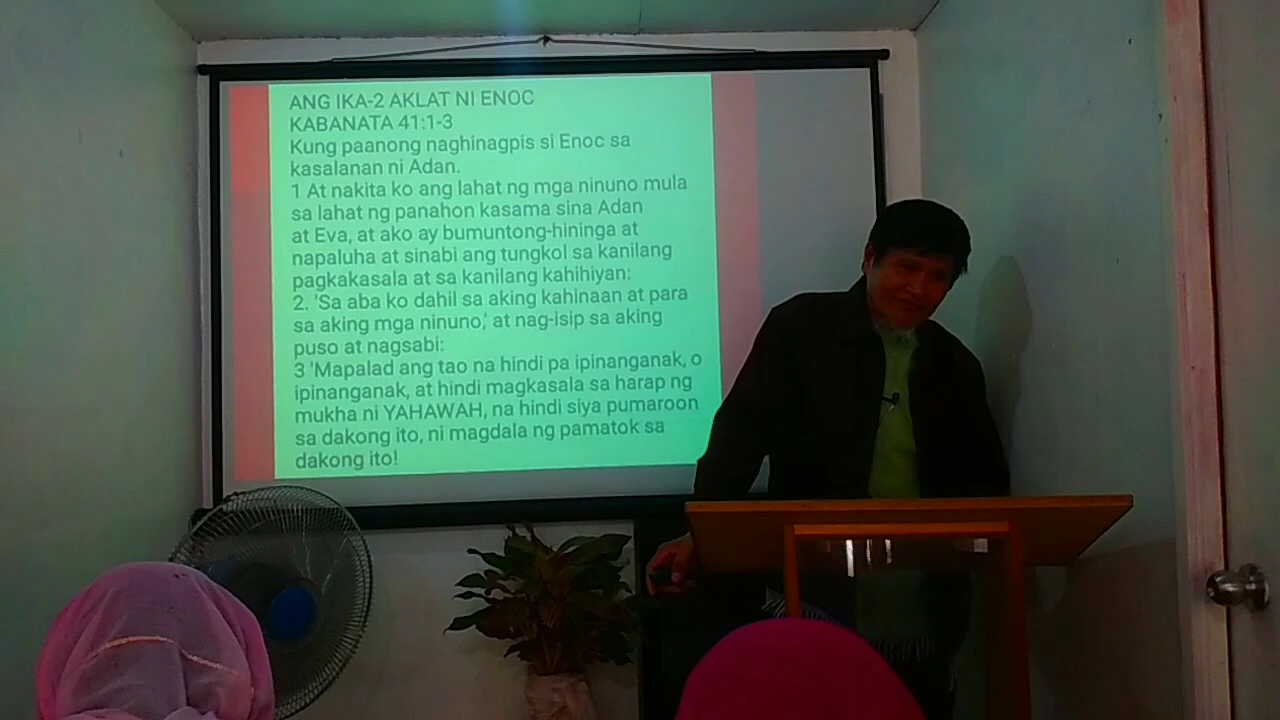 ANG IKA-2 AKLAT NI ENOC
KABANATA 41:1-3
Kung paanong naghinagpis si Enoc sa
kasalanan ni Adan.
1 At nakita ko ang lahat ng mga ninuno mula
sa lahat ng panahon kasama sina Adan
at Eva, at ako ay bumuntong-hininga at
napaluha at sinabi ang tungkol sa kanilang
pagkakasala at sa kanilang kahihiyan:
2. 'Sa aba ko dahil sa aking kahinaan at para
sa aking mga ninuno,' at nag-isip sa aking
puso at nagsabi:
3 'Mapalad ang tao na hindi pa ipinanganak, o
ipinanganak, at hindi magkasala sa harap ng
mukha ni YAHAWAH, na hindi siya pumaroon
sa dakong ito, ni magdala ng pamatok sa
dakong ito!